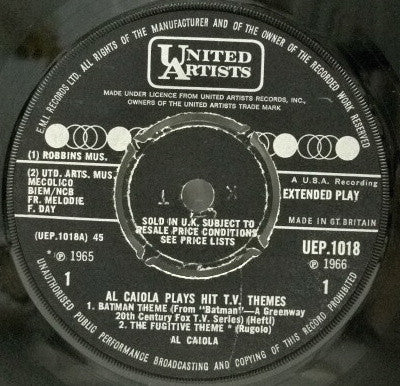 E.M.I. RECORDS LTD. ALL RIGHTS OF THE MANUFACTURER AND OF THE OWNER OF THE RECORDED WORK RESERVED
UNITED
ARTISTS
MADE UNDER LICENCE FROM UNITED ARTISTS RECORDS, INC.,
OWNERS OF THE UNITED ARTISTS TRADE MARK
(1) ROBBINS MUS.
(2) UTD. ARTS. MUS
MECOLICO
BIEM/NCB
FR. MELODIE
F. DAY
A U.S.A. Recording
EXTENDED PLAY
MADE IN GT. BRITAIN
1 X
SOLD IN U.K. SUBJECT TO
RESALE PRICE CONDITIONS,
SEE PRICE LISTS
(UEP.1018A) 45
* ℗ 1965
1
UEP.1018
℗ 1966
1
AL CAIOLA PLAYS HIT T.V. THEMES
1. BATMAN THEME (From "Batman"—A Greenway
20th Century Fox T.V. Series) (Hefti)
2. THE FUGITIVE THEME * (Rugolo)
AL CAIOLA
UNAUTHORISED PUBLIC PERFORMANCE BROADCASTING AND COPYING OF THIS RECORD PROHIBITED